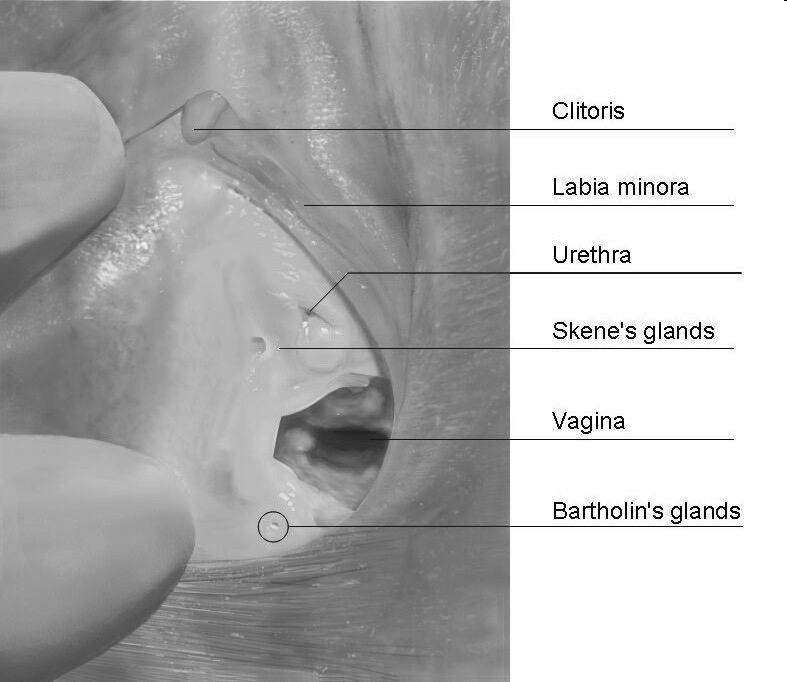 Clitoris
Labia minora
Urethra
Skene's glands
Vagina
Bartholin's glands